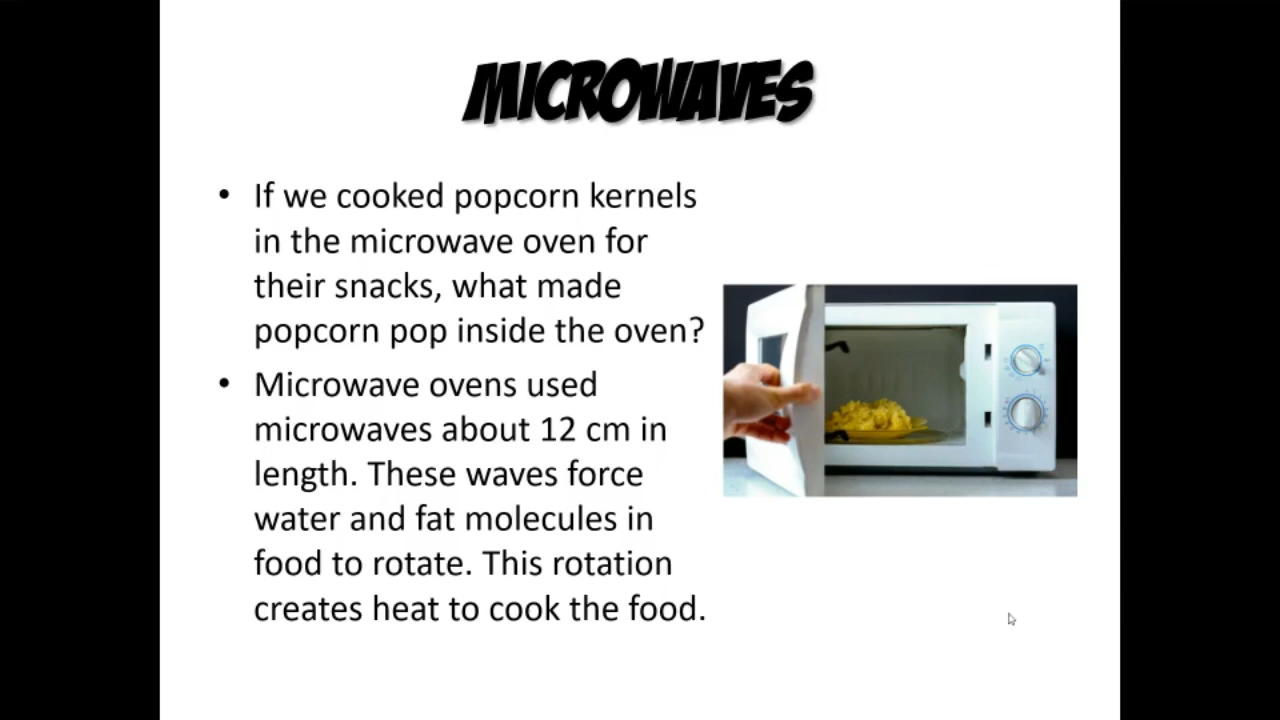 MICROWAVES
• If we cooked popcorn kernels
in the microwave oven for
their snacks, what made
popcorn pop inside the oven?
• Microwave ovens used
microwaves about 12 cm in
length. These waves force
water and fat molecules in
food to rotate. This rotation
creates heat to cook the food.